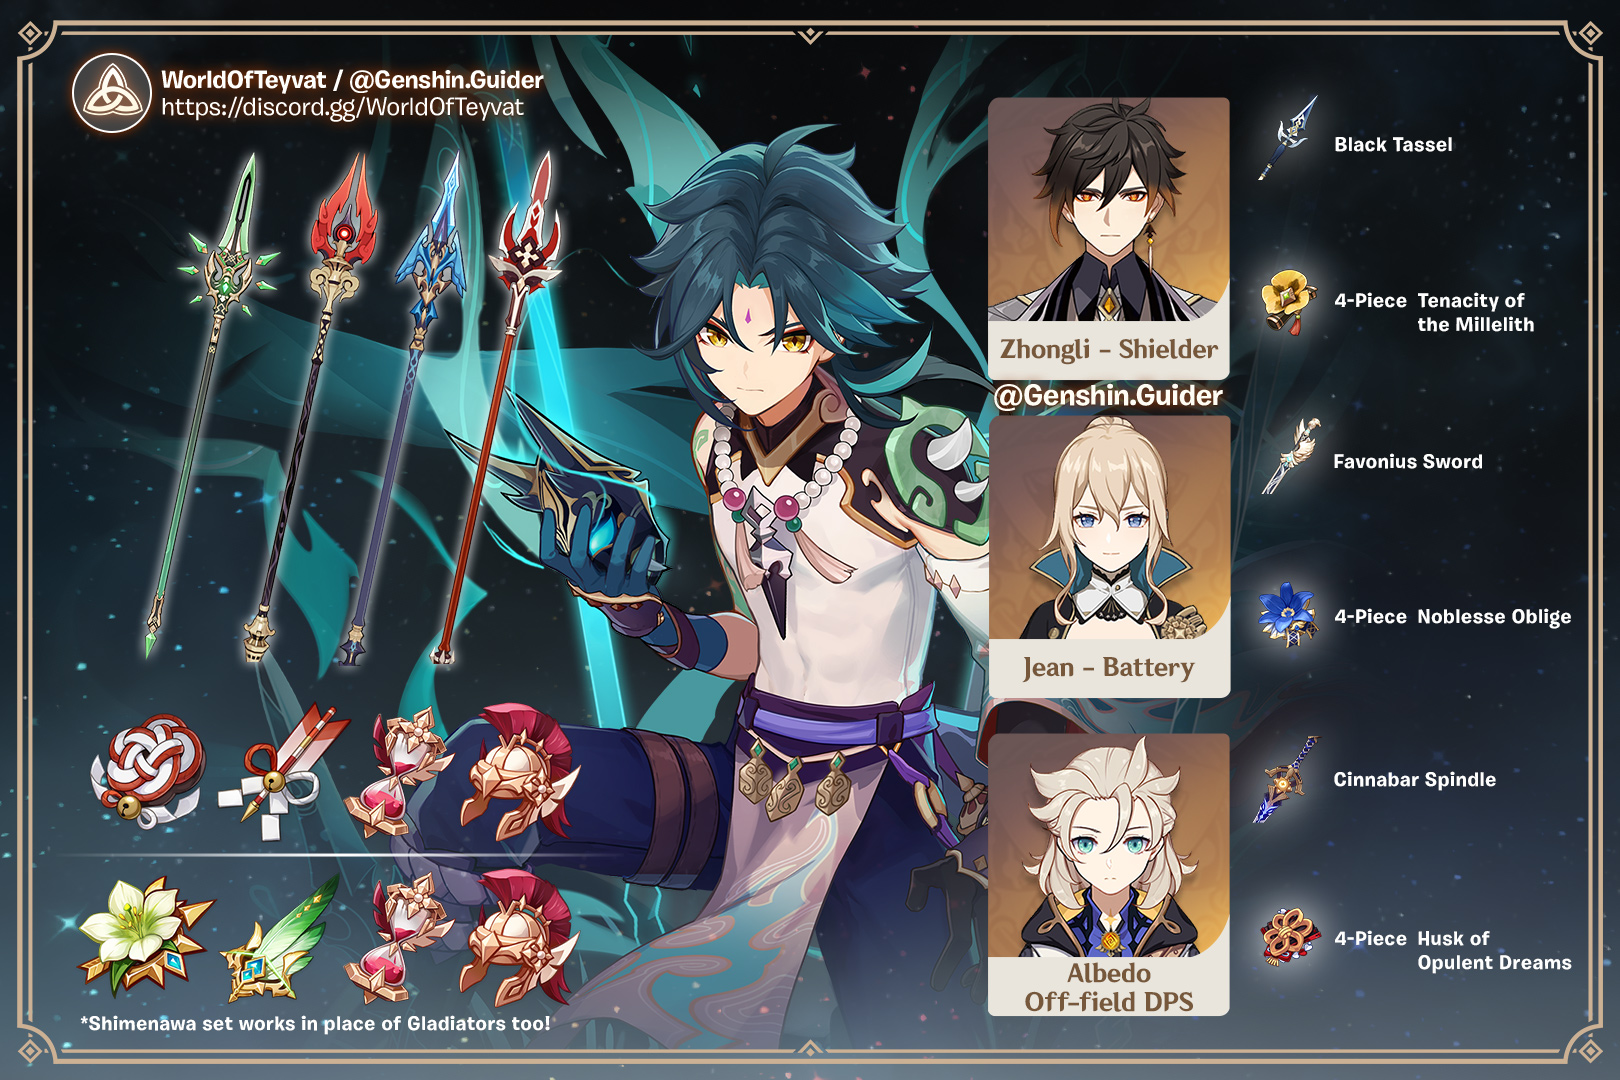 WorldOfTeyvat / @Genshin.Guider
https://discord.gg/WorldOfTeyvat
*Shimenawa set works in place of Gladiators too!
Zhongli - Shielder
Black Tassel
4-Piece Tenacity of
the Millelith
@Genshin.Guider
Jean - Battery
Favonius Sword
4-Piece Noblesse Oblige
Albedo
Off-field DPS
Cinnabar Spindle
4-Piece Husk of
Opulent Dreams